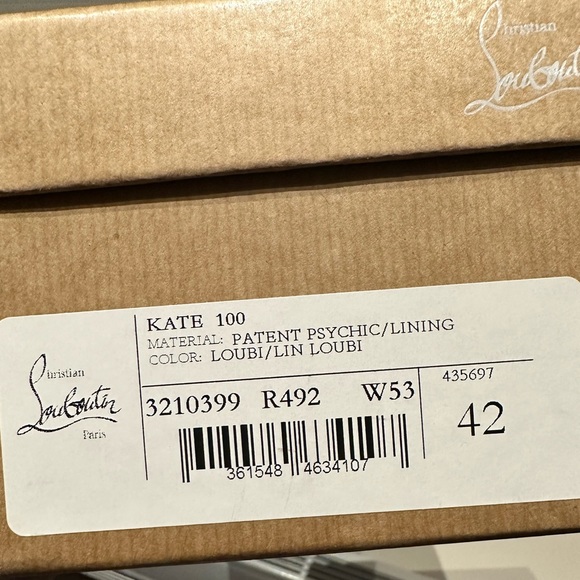 Christian
Louboutin
KATE 100
MATERIAL: PATENT PSYCHIC/LINING
COLOR: LOUBI/LIN LOUBI
Christian
Louboutin
Paris
3210399 R492 W53
435697
42
361548 4634107